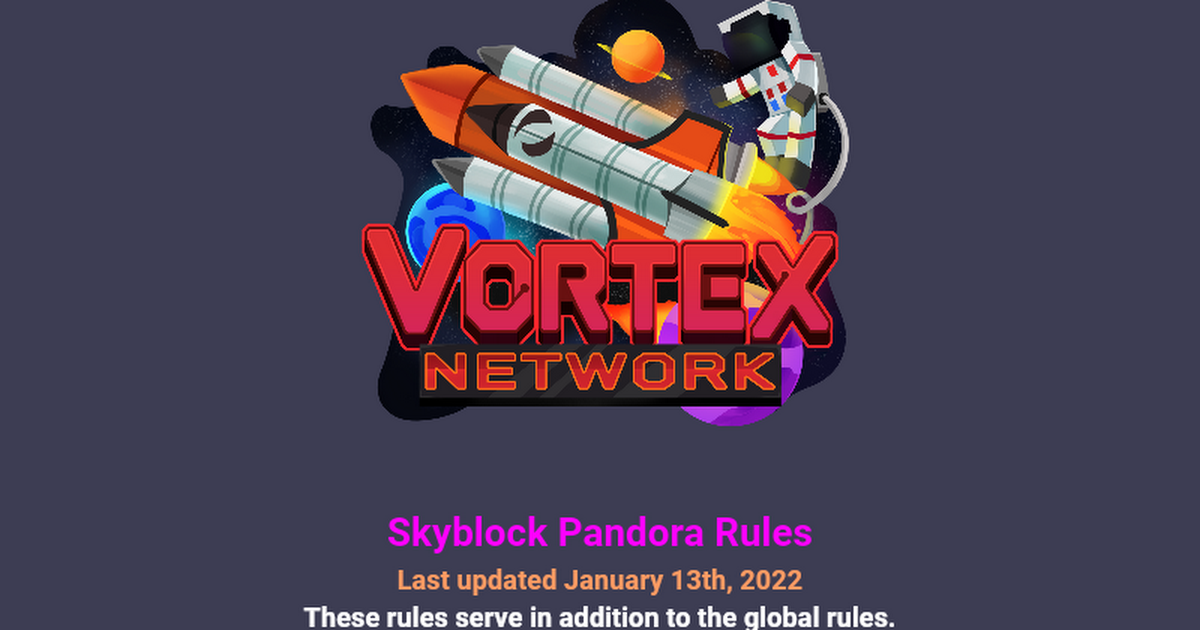 VORTEX
NETWORK
Skyblock Pandora Rules
Last updated January 13th, 2022
These rules serve in addition to the global rules.